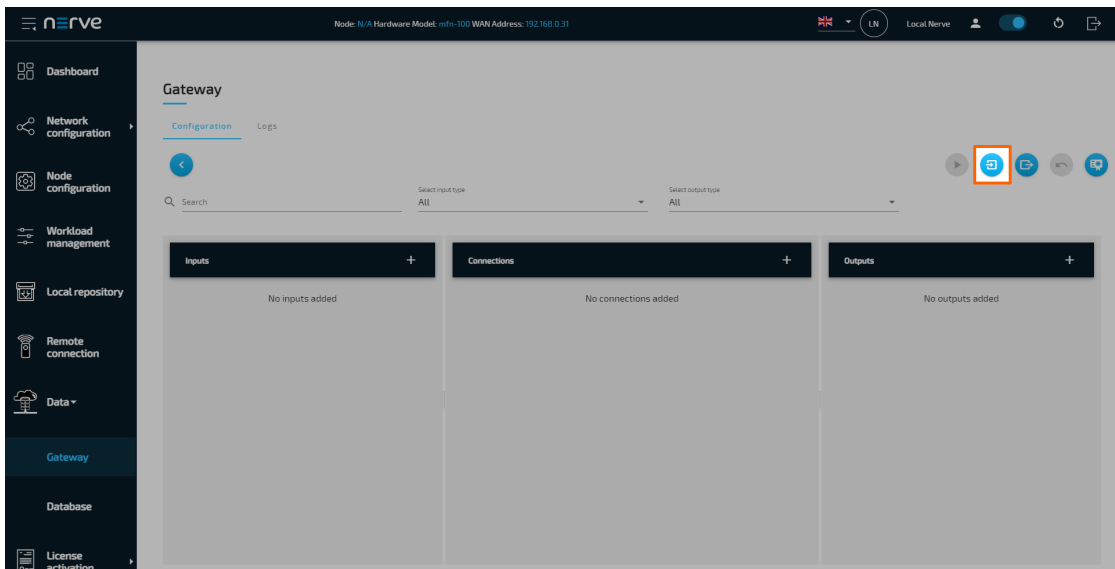 nerve
Node: N/A Hardware Model: mfn-100 WAN Address: 192.168.0.31
LN
Local Nerve
Dashboard
Network
configuration
Node
configuration
Workload
management
Local repository
Remote
connection
Data
Gateway
Database
License
activation
Gateway
Configuration
Logs
Search
Select input type
All
Select output type
All
Inputs +
Connections +
Outputs +
No inputs added
No connections added
No outputs added